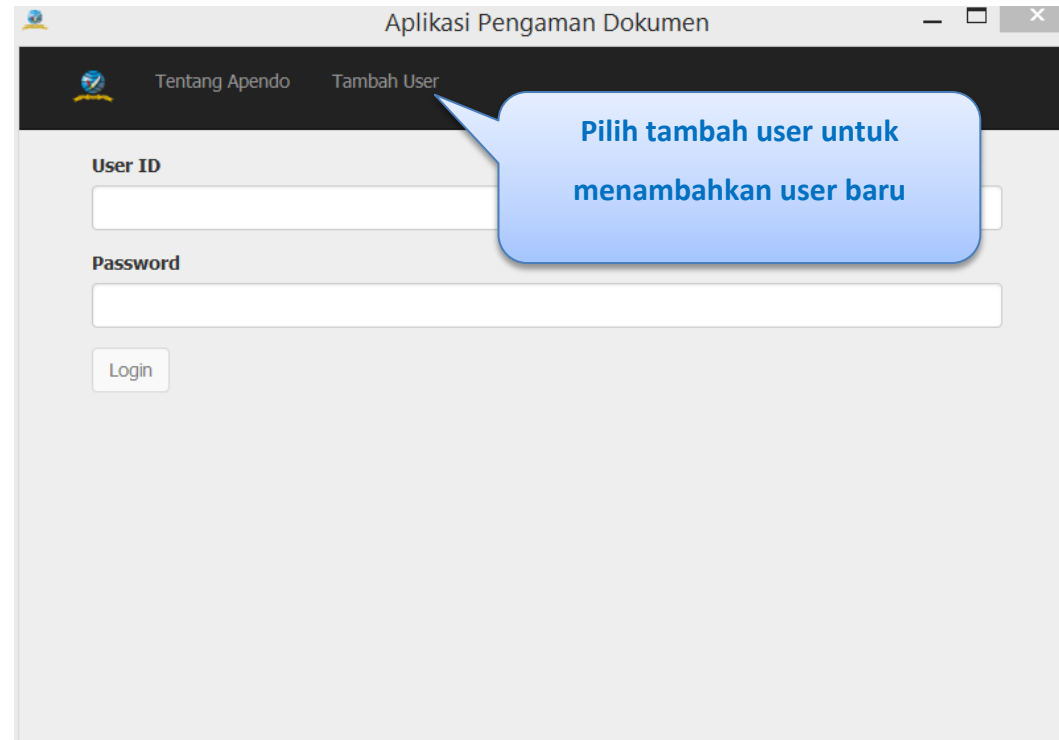 Aplikasi Pengaman Dokumen
Tentang Apendo
Tambah User
Pilih tambah user untuk
menambahkan user baru
User ID
Password
Login